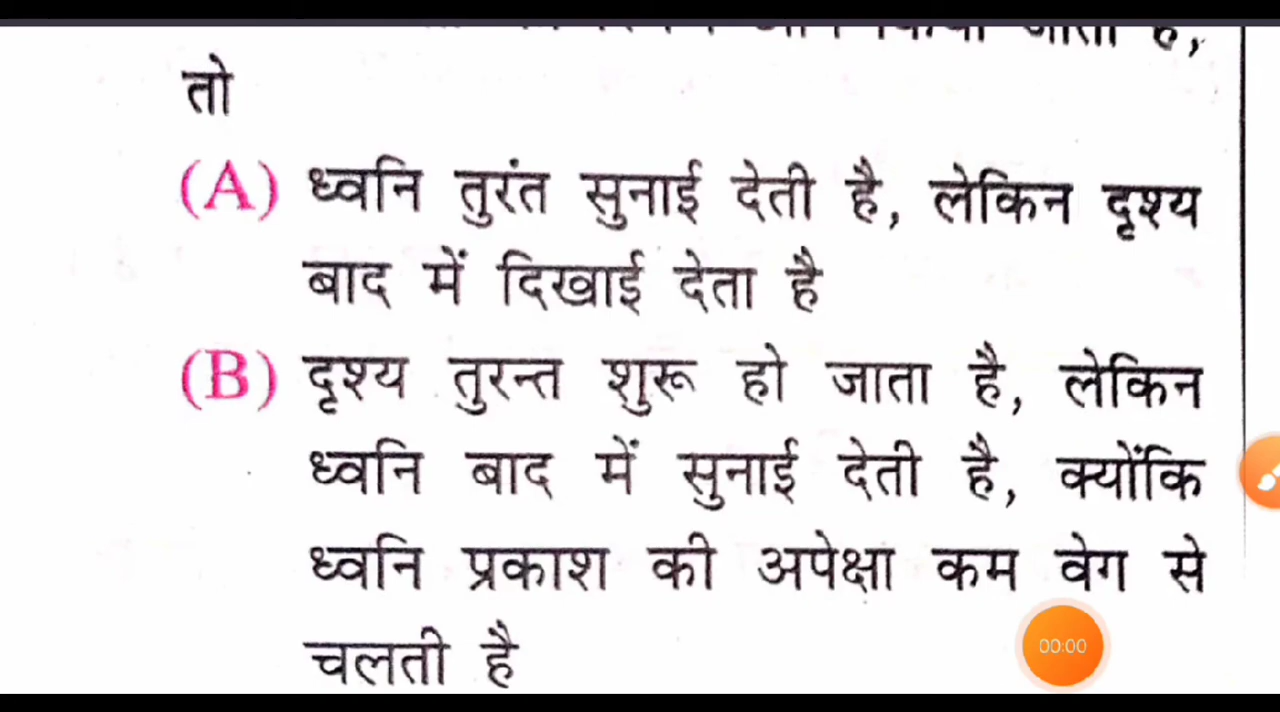 तो
(A) ध्वनि तुरंत सुनाई देती है, लेकिन दृश्य
बाद में दिखाई देता है
(B) दृश्य तुरन्त शुरू हो जाता है, लेकिन
ध्वनि बाद में सुनाई देती है, क्योंकि
ध्वनि प्रकाश की अपेक्षा कम वेग से
चलती है
00:00